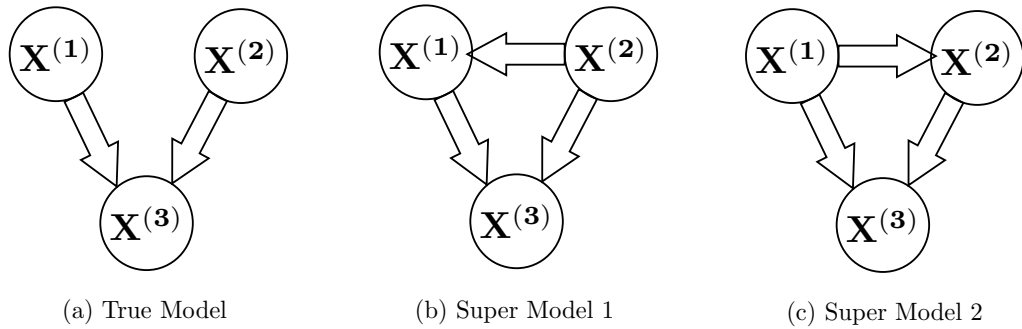 X^(1) X^(2) X^(1) X^(2) X^(1) X^(2)
X^(3) X^(3) X^(3)
(a) True Model (b) Super Model 1 (c) Super Model 2